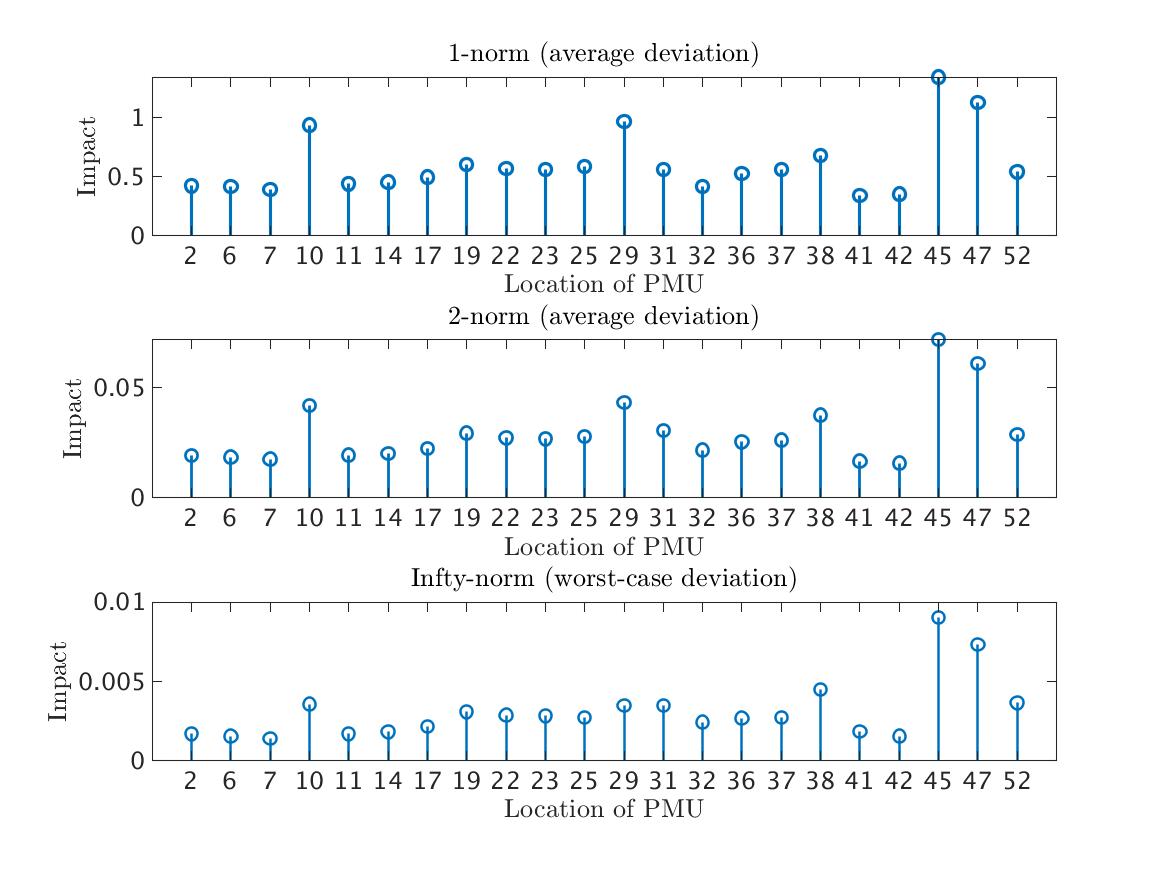 1-norm (average deviation)
Impact
1
0.5
0
2 6 7 10 11 14 17 19 22 23 25 29 31 32 36 37 38 41 42 45 47 52
Location of PMU
2-norm (average deviation)
Impact
0.05
0
2 6 7 10 11 14 17 19 22 23 25 29 31 32 36 37 38 41 42 45 47 52
Location of PMU
Infty-norm (worst-case deviation)
Impact
0.01
0.005
0
2 6 7 10 11 14 17 19 22 23 25 29 31 32 36 37 38 41 42 45 47 52
Location of PMU